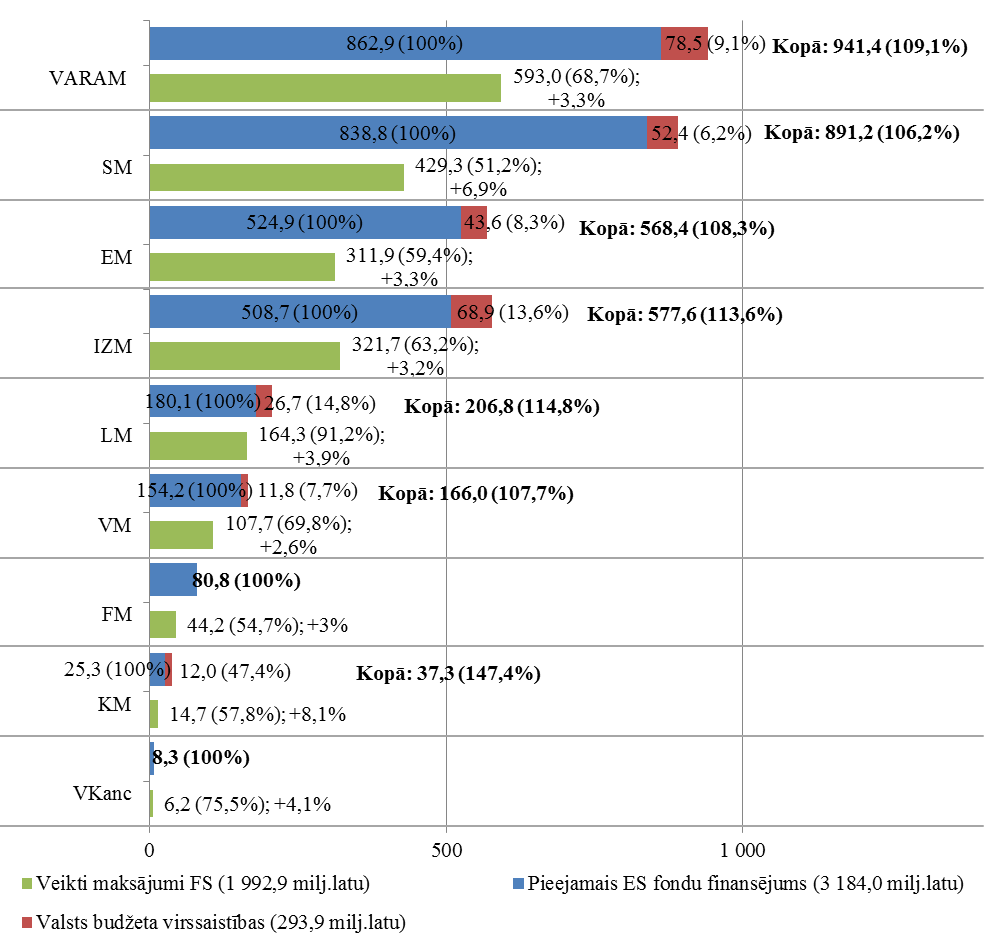 862,9 (100%) 78,5 (9,1%) Kopā: 941,4 (109,1%)
VARAM
593,0 (68,7%);
+3,3%
838,8 (100%) 52,4 (6,2%) Kopā: 891,2 (106,2%)
SM
429,3 (51,2%);
+6,9%
524,9 (100%) 43,6 (8,3%) Kopā: 568,4 (108,3%)
EM
311,9 (59,4%);
+3,3%
508,7 (100%) 68,9 (13,6%) Kopā: 577,6 (113,6%)
IZM
321,7 (63,2%);
+3,2%
180,1 (100%) 26,7 (14,8%) Kopā: 206,8 (114,8%)
LM
164,3 (91,2%);
+3,9%
154,2 (100%) 11,8 (7,7%) Kopā: 166,0 (107,7%)
VM
107,7 (69,8%);
+2,6%
80,8 (100%)
FM
44,2 (54,7%); +3%
25,3 (100%) 12,0 (47,4%) Kopā: 37,3 (147,4%)
KM
14,7 (57,8%); +8,1%
8,3 (100%)
VKanc
6,2 (75,5%); +4,1%
0 500 1 000
Veikti maksājumi FS (1 992,9 milj.latu)
Pieejamais ES fondu finansējums (3 184,0 milj.latu)
Valsts budžeta virssaistības (293,9 milj.latu)